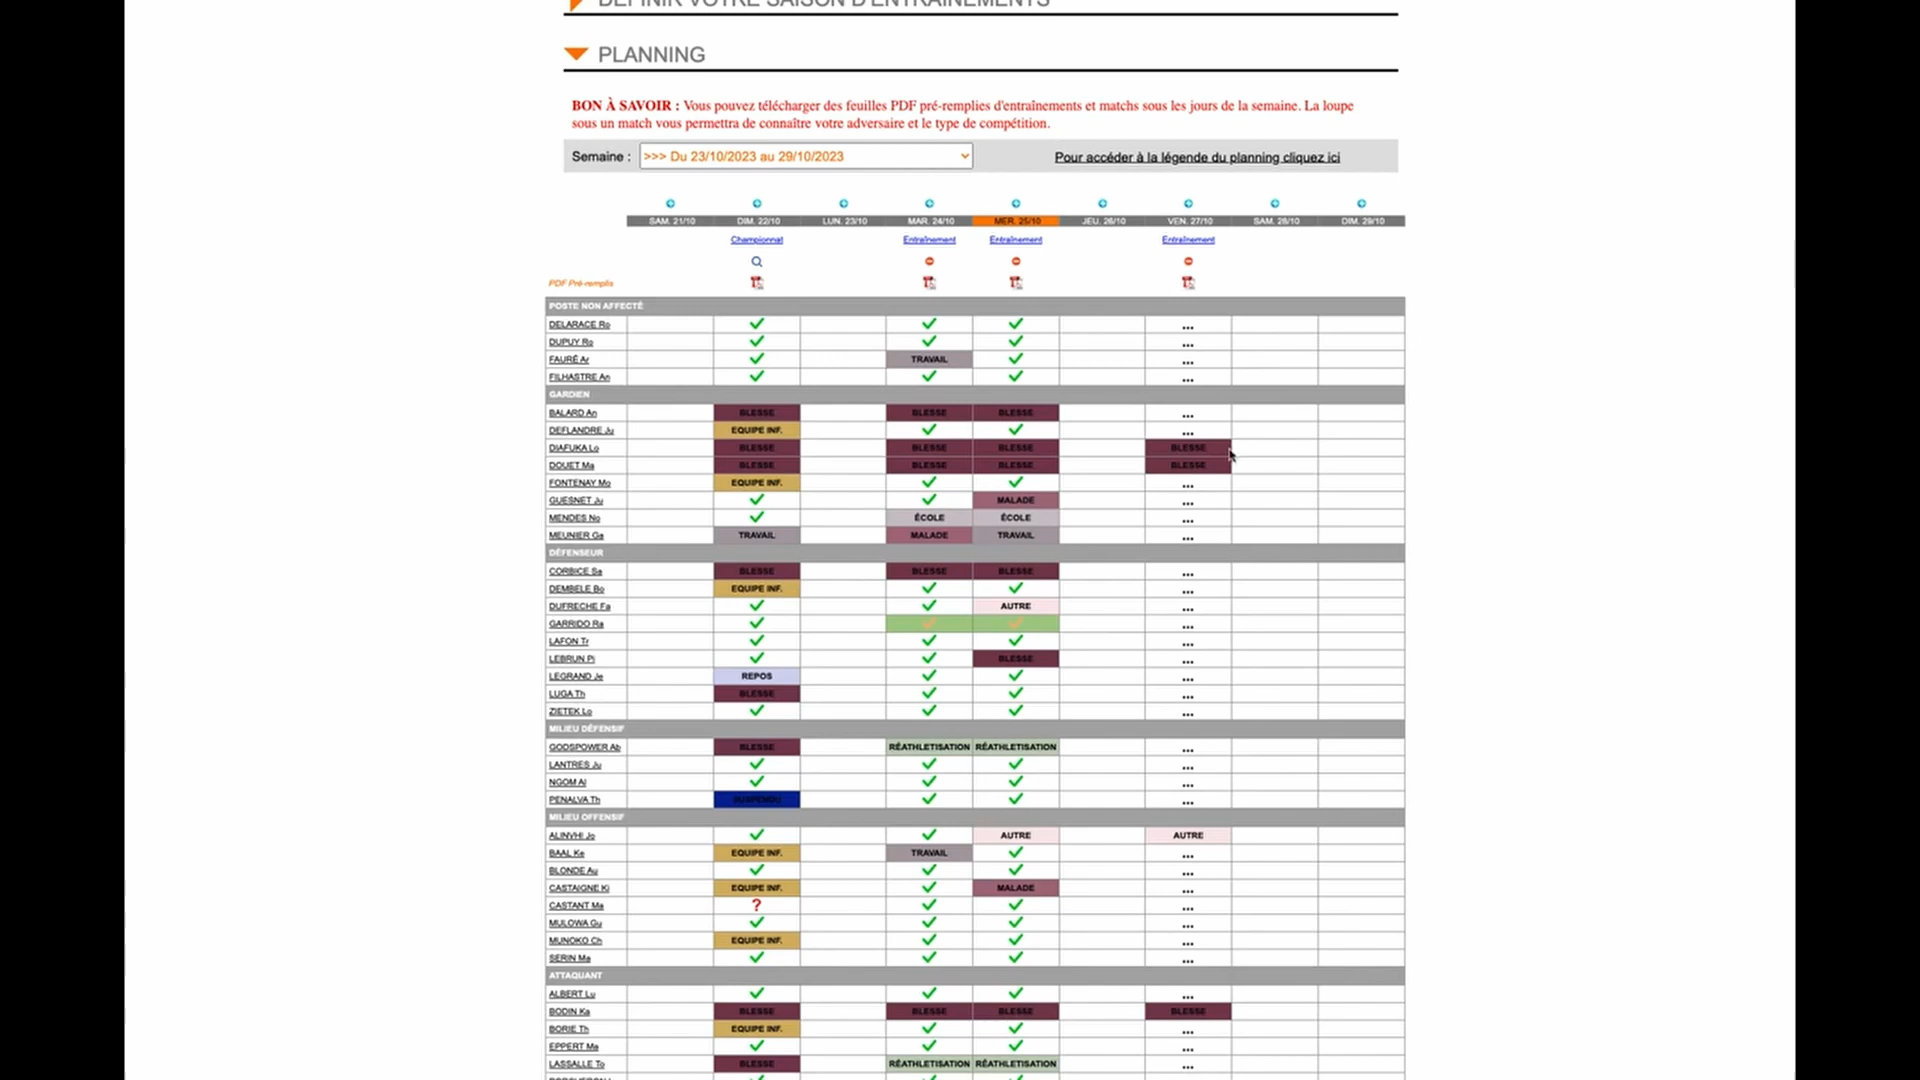 DÉFINIR VOTRE SAISON D'ENTRAÎNEMENTS
PLANNING
BON À SAVOIR : Vous pouvez télécharger des feuilles PDF pré-remplies d'entraînements et matchs sous les jours de la semaine. La loupe
sous un match vous permettra de connaître votre adversaire et le type de compétition.
Semaine : >>> Du 23/10/2023 au 29/10/2023 Pour accéder à la légende du planning cliquez ici
SAM. 21/10 DIM. 22/10 LUN. 23/10 MAR. 24/10 MER. 25/10 JEU. 26/10 VEN. 27/10 SAM. 28/10 DIM. 29/10
Championnat Entraînement Entraînement Entraînement
PDF Pré-remplis
POSTE NON AFFECTÉ
DELARACE Ro ...
DUPUY Ro ...
FAURÉ Ar TRAVAIL ...
FILHASTRE An ...
GARDIEN
BALARD An BLESSE BLESSE BLESSE ...
DEFLANDRE Ju EQUIPE INF. ...
DIAFUKA Lo BLESSE BLESSE BLESSE BLESSE
DOUET Ma BLESSE BLESSE BLESSE BLESSE
FONTENAY Mo EQUIPE INF. ...
GUESNET Ju MALADE ...
MENDES No ÉCOLE ÉCOLE ...
MEUNIER Ga TRAVAIL MALADE TRAVAIL ...
DÉFENSEUR
CORBICE Sa BLESSE BLESSE BLESSE ...
DEMBELE Bo EQUIPE INF. ...
DUFRECHE Fa AUTRE ...
GARRIDO Ra ...
LAFON Tr ...
LEBRUN Pi BLESSE ...
LEGRAND Je REPOS ...
LUGA Th BLESSE ...
ZIETEK Lo ...
MILIEU DÉFENSIF
GODSPOWER Ab BLESSE RÉATHLETISATION RÉATHLETISATION ...
LANTRES Ju ...
NGOM Al ...
PENALVA Th SUSPENDU ...
MILIEU OFFENSIF
ALINVHI Jo AUTRE AUTRE
BAAL Ke EQUIPE INF. TRAVAIL ...
BLONDE Au ...
CASTAIGNE Ki EQUIPE INF. MALADE ...
CASTANT Ma ? ...
MULOWA Gu ...
MUNOKO Ch EQUIPE INF. ...
SERIN Ma ...
ATTAQUANT
ALBERT Lu ...
BODIN Ka BLESSE BLESSE BLESSE BLESSE
BORIE Th EQUIPE INF. ...
EPPERT Ma ...
LASSALLE To BLESSE RÉATHLETISATION RÉATHLETISATION ...